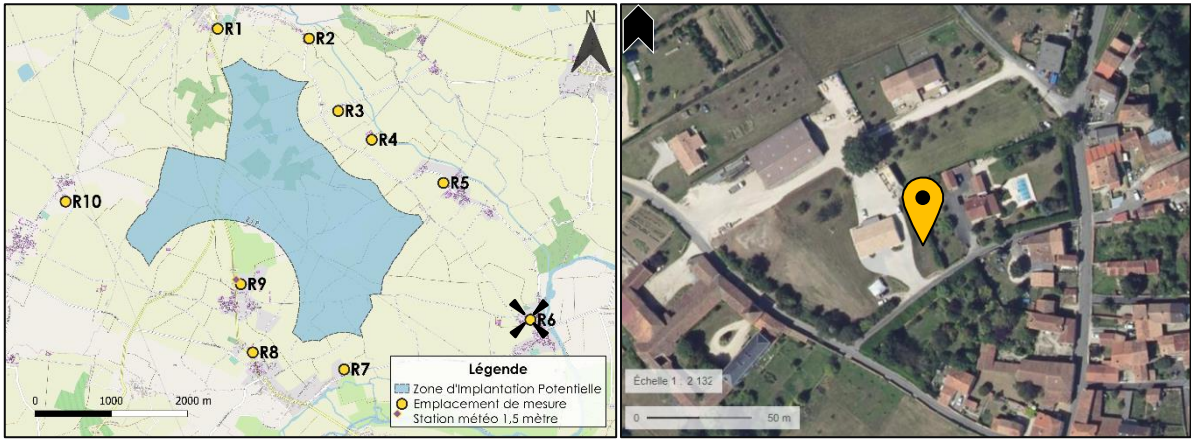 N
R1
R2
R3
R4
R5
R10
R9
R6
R8
R7
Légende
Zone d'Implantation Potentielle
Emplacement de mesure
Station météo 1,5 mètre
0 1000 2000 m
Échelle 1 : 2 132
0 50 m